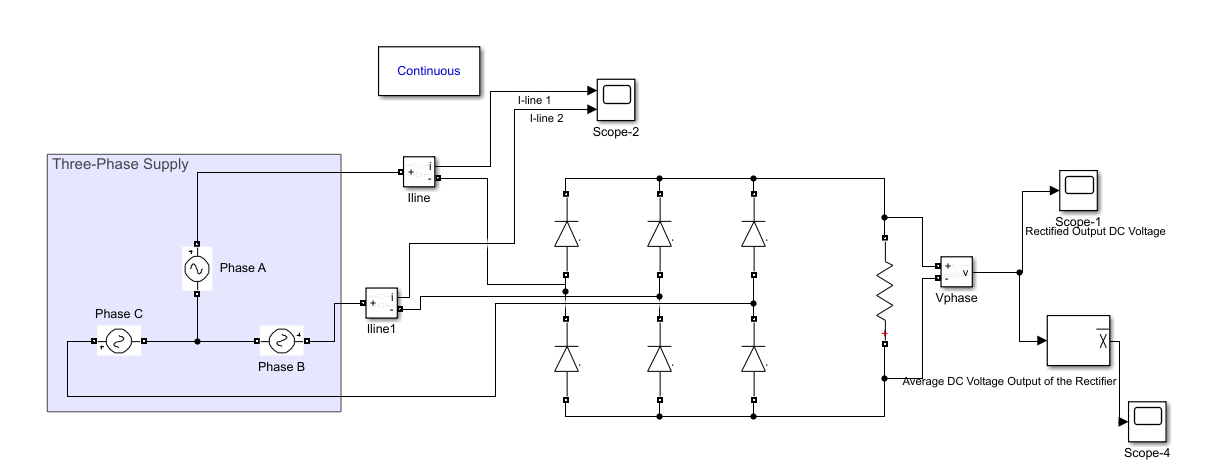 Continuous
I-line 1
I-line 2
Scope-2
Three-Phase Supply
i
+
-
Iline
Scope-1
Rectified Output DC Voltage
Phase A
+
+
-
v
Vphase
i
+
-
Iline1
Phase C
+
Phase B
+
+
x
Average DC Voltage Output of the Rectifier
Scope-4